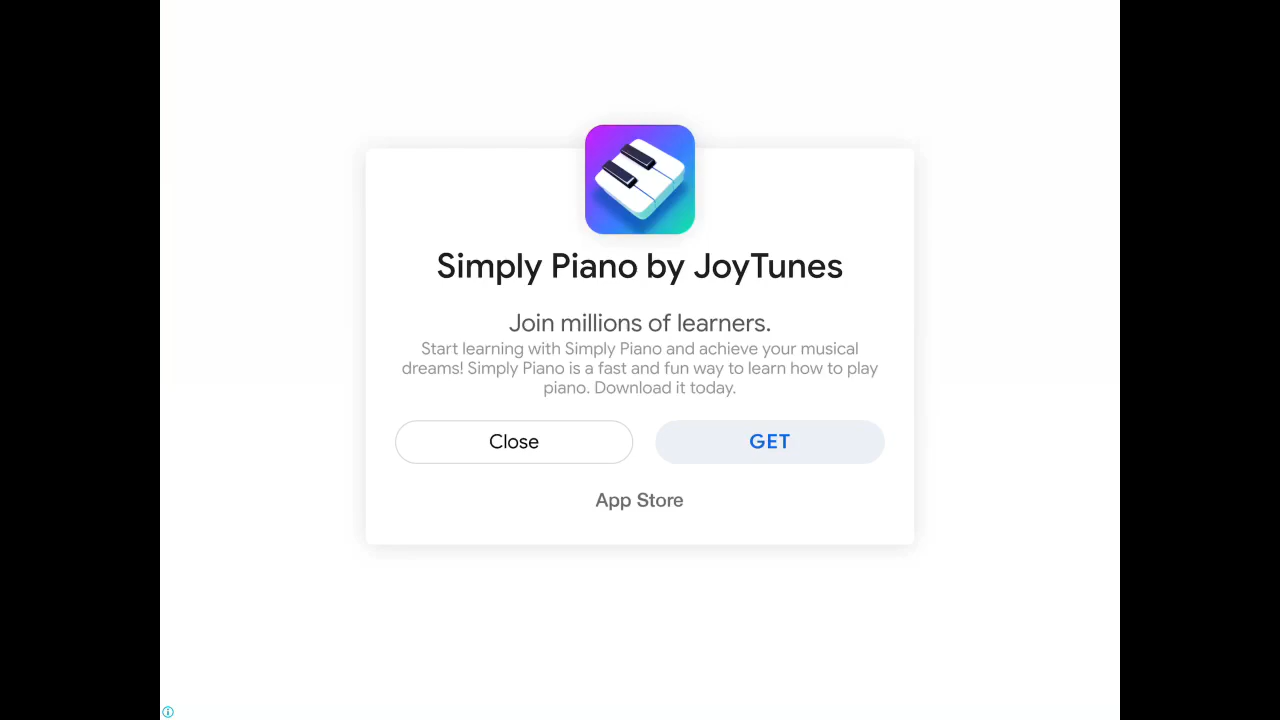 Simply Piano by JoyTunes
Join millions of learners.
Start learning with Simply Piano and achieve your musical
dreams! Simply Piano is a fast and fun way to learn how to play
piano. Download it today.
Close
GET
App Store